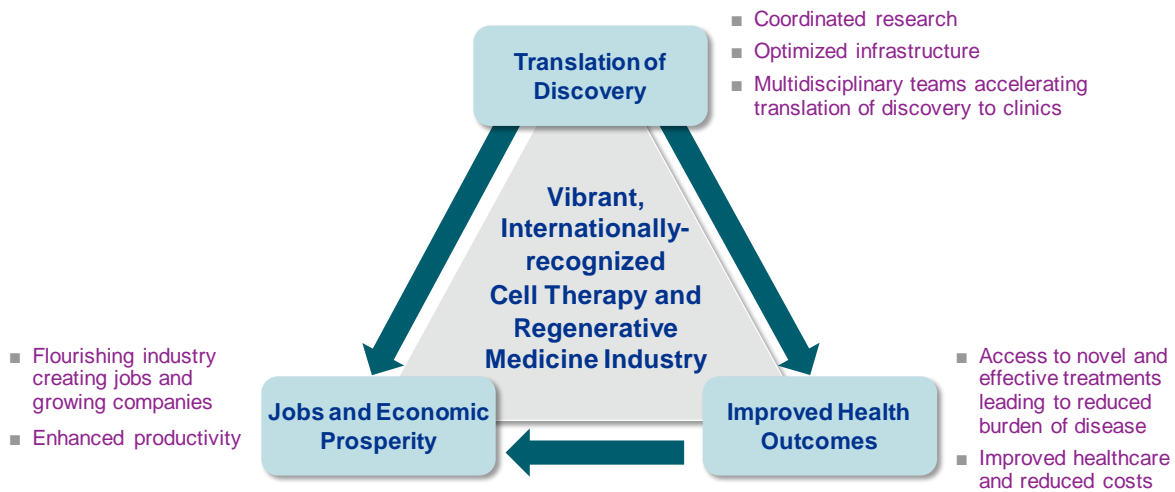 Translation of
Discovery
■ Coordinated research
■ Optimized infrastructure
■ Multidisciplinary teams accelerating
translation of discovery to clinics
Vibrant,
Internationally-
recognized
Cell Therapy and
Regenerative
Medicine Industry
■ Flourishing industry
creating jobs and
growing companies
■ Enhanced productivity
Jobs and Economic
Prosperity
Improved Health
Outcomes
■ Access to novel and
effective treatments
leading to reduced
burden of disease
■ Improved healthcare
and reduced costs